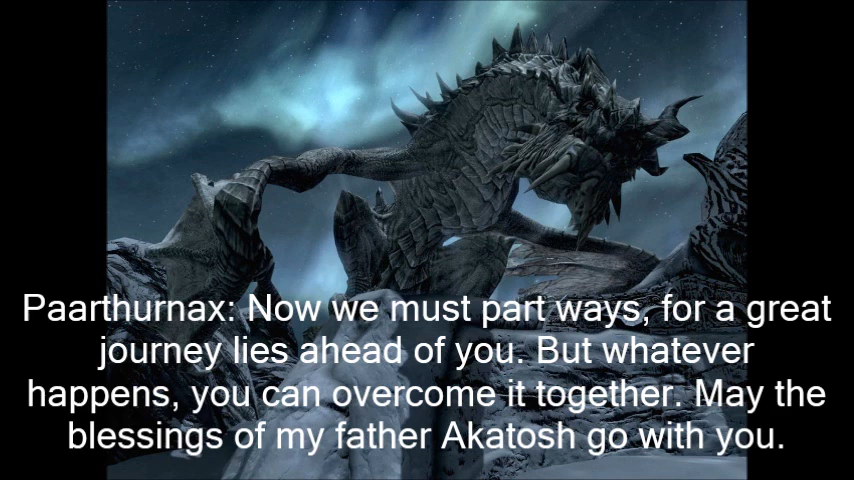 Paarthurnax: Now we must part ways, for a great
journey lies ahead of you. But whatever
happens, you can overcome it together. May the
blessings of my father Akatosh go with you.